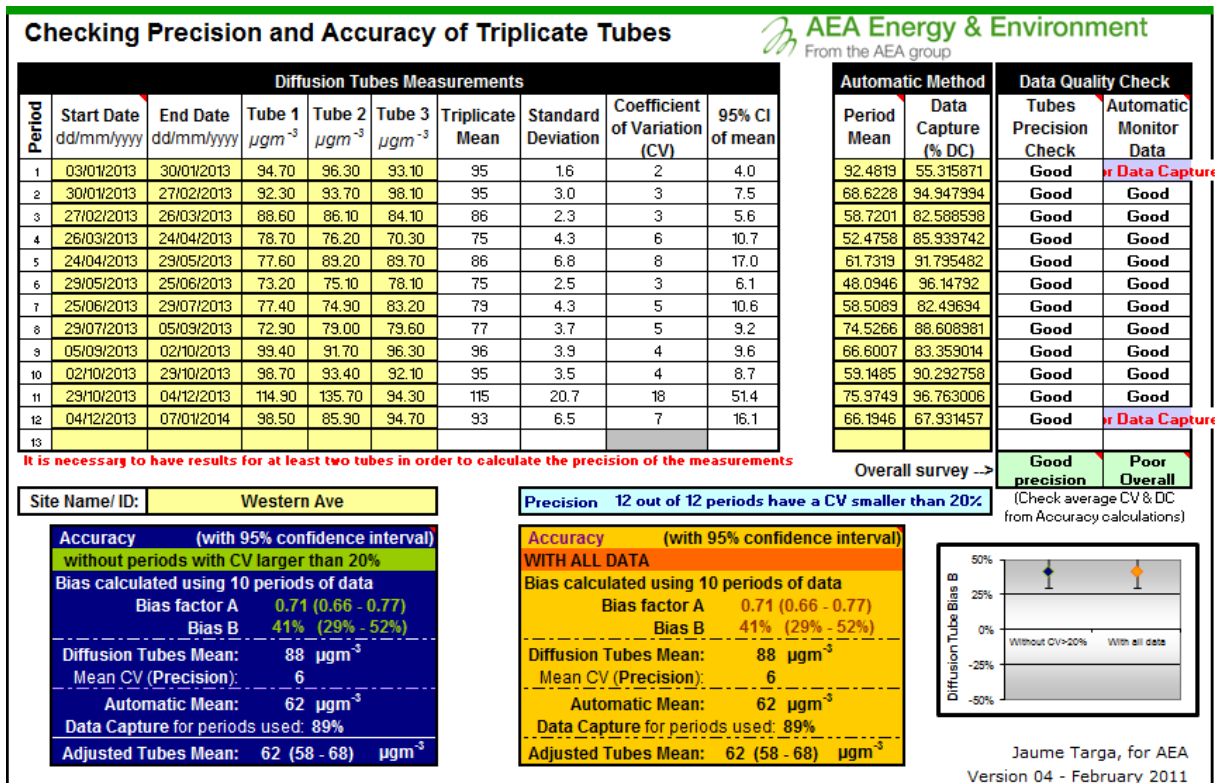 Checking Precision and Accuracy of Triplicate Tubes
AEA Energy & Environment
From the AEA group
Diffusion Tubes Measurements
Automatic Method
Data Quality Check
Period
Start Date dd/mm/yyyy
End Date dd/mm/yyyy
Tube 1 µgm-3
Tube 2 µgm-3
Tube 3 µgm-3
Triplicate Mean
Standard Deviation
Coefficient of Variation (CV)
95% CI of mean
Period Mean
Data Capture (% DC)
Tubes Precision Check
Automatic Monitor Data
1 03/01/2013 30/01/2013 94.70 96.30 93.10 95 1.6 2 4.0 92.4819 55.315871 Good r Data Capture
2 30/01/2013 27/02/2013 92.30 93.70 98.10 95 3.0 3 7.5 68.6228 94.947994 Good Good
3 27/02/2013 26/03/2013 88.60 86.10 84.10 86 2.3 3 5.6 58.7201 82.588598 Good Good
4 26/03/2013 24/04/2013 78.70 76.20 70.30 75 4.3 6 10.7 52.4758 85.939742 Good Good
5 24/04/2013 29/05/2013 77.60 89.20 89.70 86 6.8 8 17.0 61.7319 91.795482 Good Good
6 29/05/2013 25/06/2013 73.20 75.10 78.10 75 2.5 3 6.1 48.0946 96.14792 Good Good
7 25/06/2013 29/07/2013 77.40 74.90 83.20 79 4.3 5 10.6 58.5089 82.49694 Good Good
8 29/07/2013 05/09/2013 72.90 79.00 79.60 77 3.7 5 9.2 74.5266 88.608981 Good Good
9 05/09/2013 02/10/2013 99.40 91.70 96.30 96 3.9 4 9.6 66.6007 83.359014 Good Good
10 02/10/2013 29/10/2013 98.70 93.40 92.10 95 3.5 4 8.7 59.1485 90.292758 Good Good
11 29/10/2013 04/12/2013 114.90 135.70 94.30 115 20.7 18 51.4 75.9749 96.763006 Good Good
12 04/12/2013 07/01/2014 98.50 85.90 94.70 93 6.5 7 16.1 66.1946 67.931457 Good r Data Capture
13
It is necessary to have results for at least two tubes in order to calculate the precision of the measurements
Overall survey --> Good precision Poor Overall
(Check average CV & DC
from Accuracy calculations)
Site Name/ ID: Western Ave
Precision 12 out of 12 periods have a CV smaller than 20%
Accuracy (with 95% confidence interval)
without periods with CV larger than 20%
Bias calculated using 10 periods of data
Bias factor A 0.71 (0.66 - 0.77)
Bias B 41% (29% - 52%)
Diffusion Tubes Mean: 88 µgm-3
Mean CV (Precision): 6
Automatic Mean: 62 µgm-3
Data Capture for periods used: 89%
Adjusted Tubes Mean: 62 (58 - 68) µgm-3
Accuracy (with 95% confidence interval)
WITH ALL DATA
Bias calculated using 10 periods of data
Bias factor A 0.71 (0.66 - 0.77)
Bias B 41% (29% - 52%)
Diffusion Tubes Mean: 88 µgm-3
Mean CV (Precision): 6
Automatic Mean: 62 µgm-3
Data Capture for periods used: 89%
Adjusted Tubes Mean: 62 (58 - 68) µgm-3
Diffusion Tube Bias B
50%
25%
0%
-25%
-50%
Without CV>20%
With all data
Jaume Targa, for AEA
Version 04 - February 2011